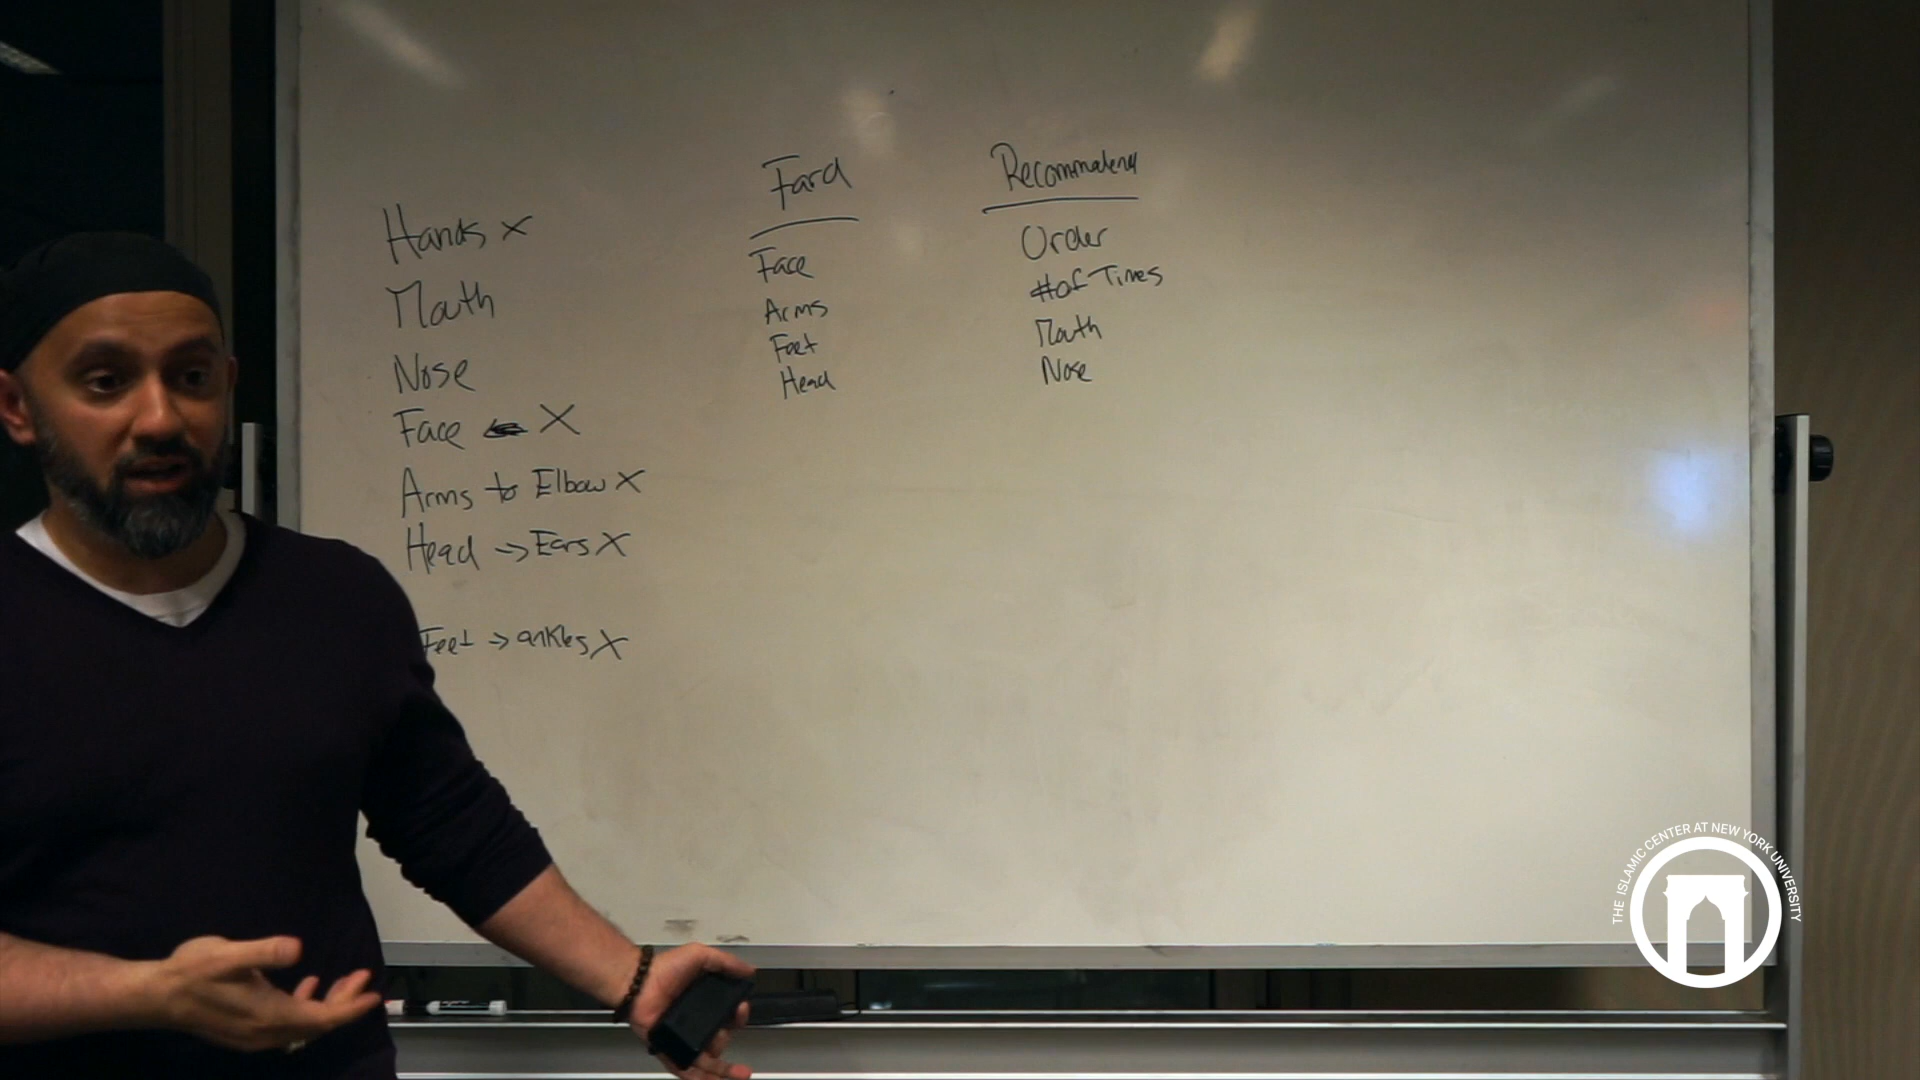 Hands x
Mouth
Nose
Face ← X
Arms to Elbow X
Head → Ears X
Feet → ankles X
Fard
Face
Arms
Feet
Head
Recommended
Order
# of Times
Mouth
Nose
THE ISLAMIC CENTER AT NEW YORK UNIVERSITY